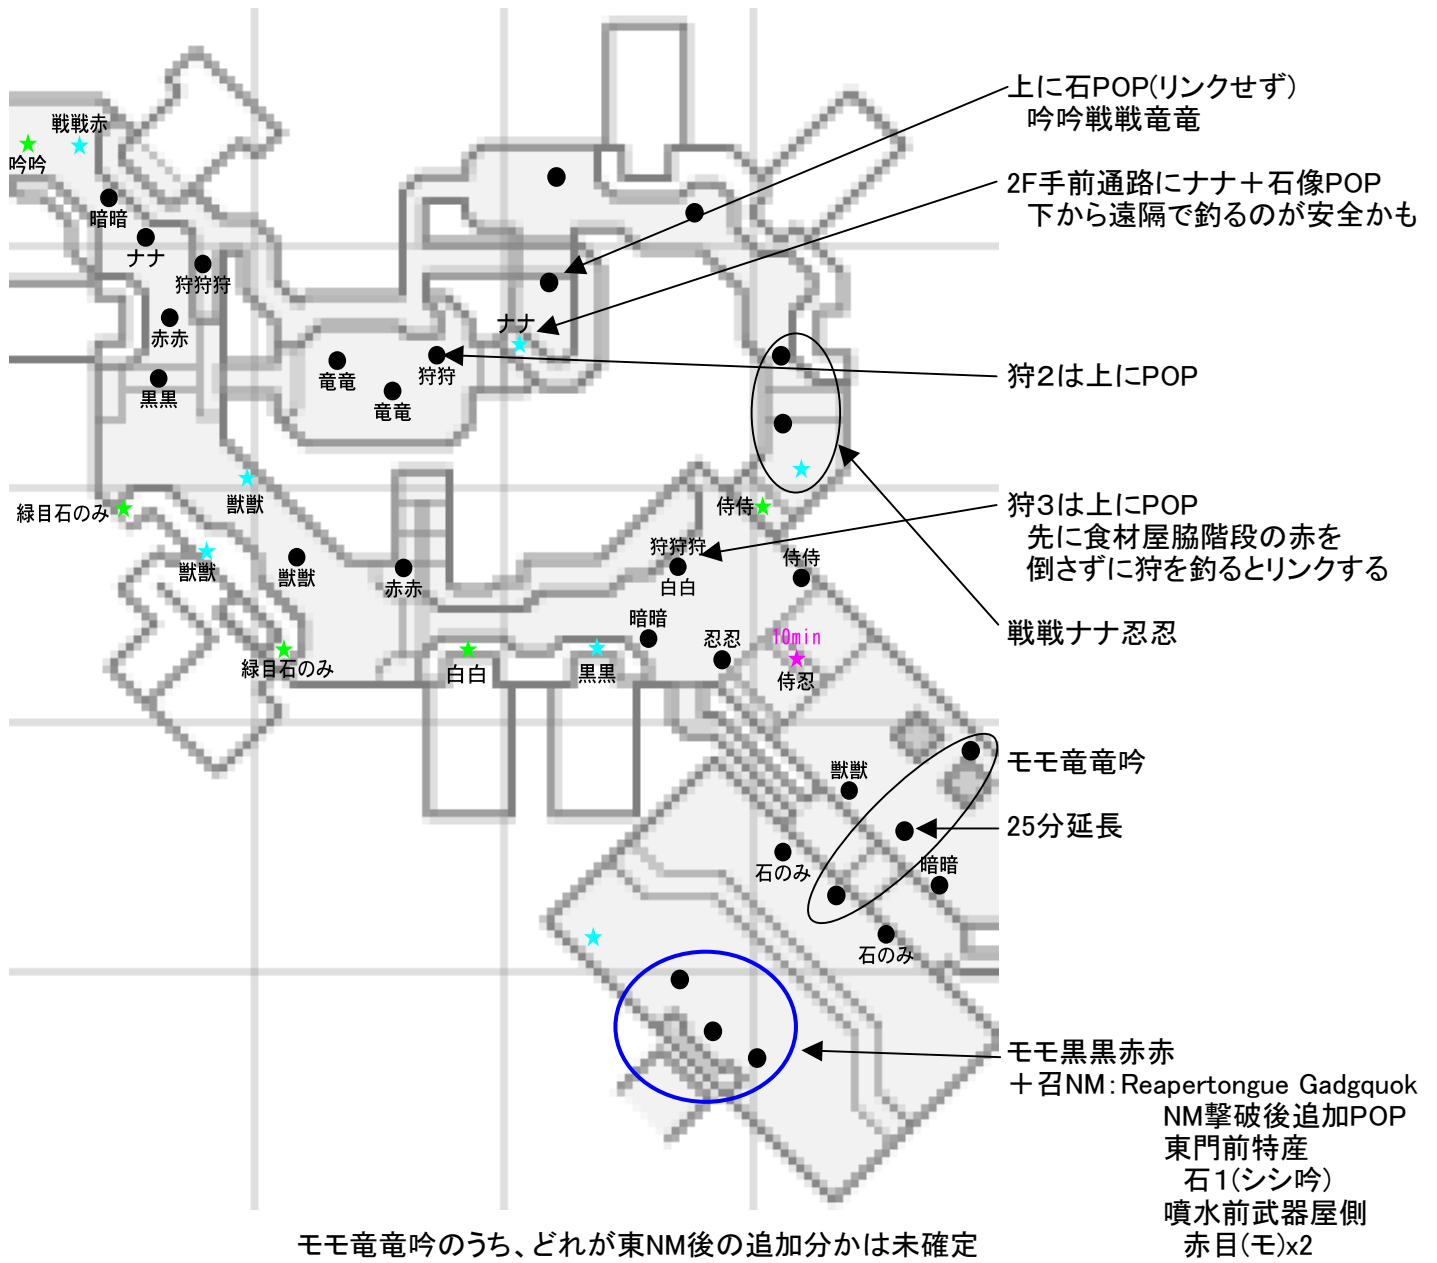 上に石POP(リンクせず)
吟吟戦戦竜竜
戦戦赤
吟吟
2F手前通路にナナ＋石像POP
下から遠隔で釣るのが安全かも
暗暗
ナナ
狩狩狩
赤赤
ナナ
竜竜
狩狩
狩２は上にPOP
黒黒
竜竜
獣獣
緑目石のみ
侍侍
狩３は上にPOP
先に食材屋脇階段の赤を
倒さずに狩を釣るとリンクする
獣獣
獣獣
赤赤
狩狩狩
白白
侍侍
暗暗
忍忍
10min
侍忍
戦戦ナナ忍忍
緑目石のみ
白白
黒黒
獣獣
モモ竜竜吟
25分延長
石のみ
暗暗
石のみ
モモ黒黒赤赤
＋召NM：Reapertongue Gadgquok
NM撃破後追加POP
東門前特産
石１(シシ吟)
噴水前武器屋側
赤目(モ)x2
モモ竜竜吟のうち、どれが東NM後の追加分かは未確定